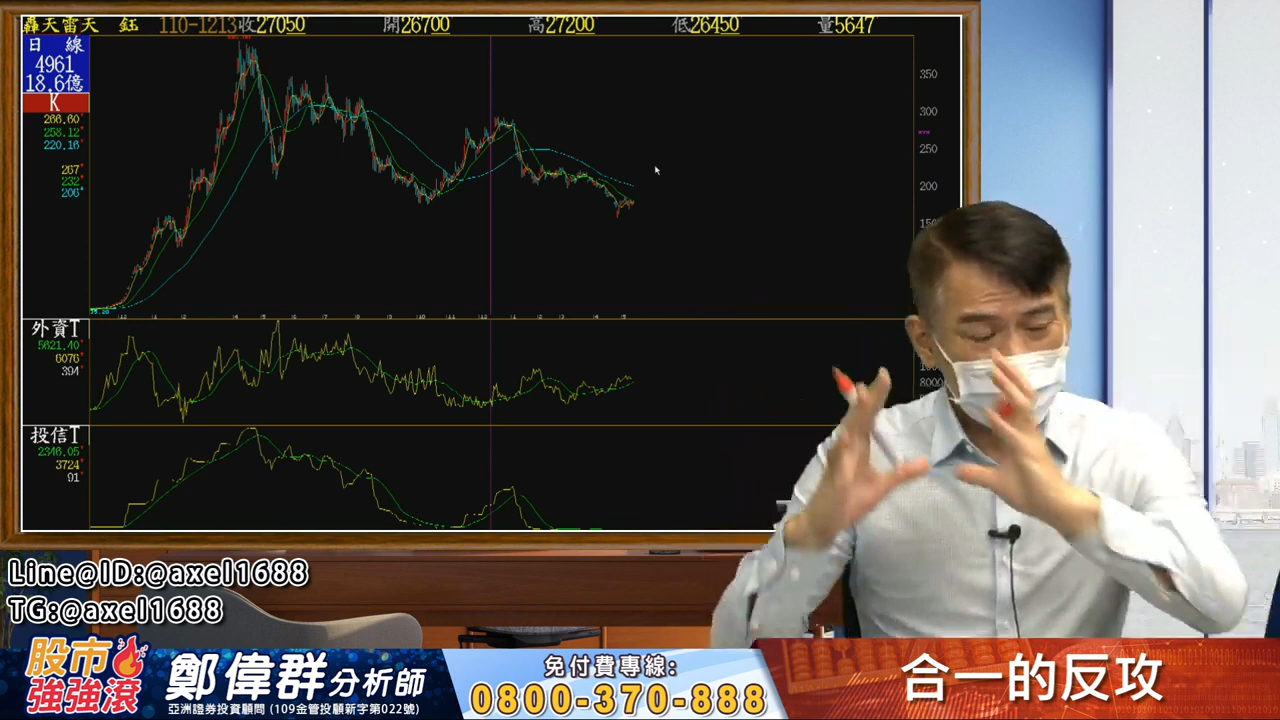 轟天雷天 鈺 110-1213收27050 開26700 高27200 低26450 量5647
日 線
4961
18.6億
K
266.60
258.12
220.16
267
232
206
350
300
250
200
外資T
5621.40
6076
394
8000
投信T
2346.05
3724
91
Line@ID:@axel1688
TG:@axel1688
股市
強強滾
鄭偉群分析師
亞洲證券投資顧問 (109金管投顧新字第022號)
免付費專線:
0800-370-888
合一的反攻